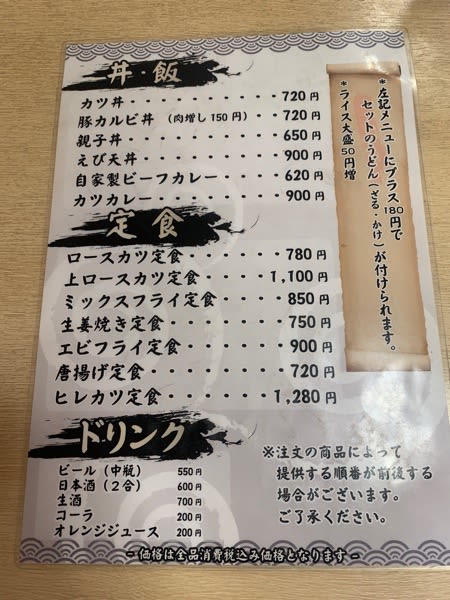 丼・飯
カツ丼・・・・・・・・・・・720円
豚カルビ丼 （肉増し150円）・・720円
親子丼・・・・・・・・・・・650円
えび天丼・・・・・・・・・・900円
自家製ビーフカレー・・・・・620円
カツカレー・・・・・・・・・900円
＊左記メニューにプラス180円で
セットのうどん（ざる・かけ）が付けられます。
＊ライス大盛50円増
定食
ロースカツ定食・・・・・・・780円
上ロースカツ定食・・・・・1,100円
ミックスフライ定食・・・・・850円
生姜焼き定食・・・・・・・・750円
エビフライ定食・・・・・・・900円
唐揚げ定食・・・・・・・・・720円
ヒレカツ定食・・・・・・・1,280円
ドリンク
ビール（中瓶） 550円
日本酒（2合） 600円
生酒 700円
コーラ 200円
オレンジジュース 200円
※注文の商品によって
提供する順番が前後する
場合がございます。
ご了承ください。
-価格は全品消費税込み価格となります-